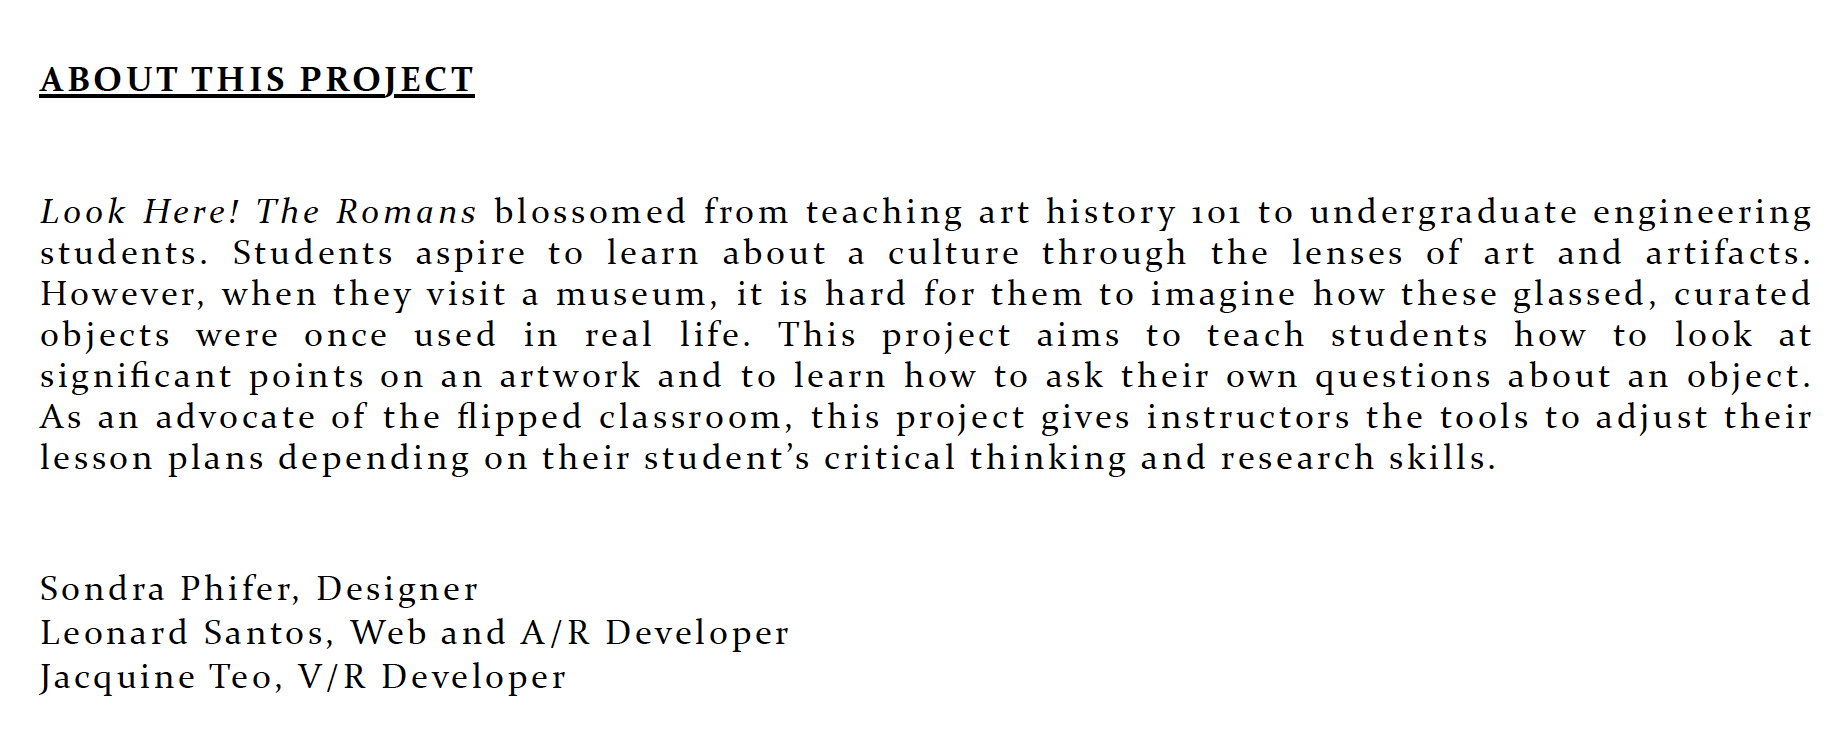 ABOUT THIS PROJECT
Look Here! The Romans blossomed from teaching art history 101 to undergraduate engineering
students. Students aspire to learn about a culture through the lenses of art and artifacts.
However, when they visit a museum, it is hard for them to imagine how these glassed, curated
objects were once used in real life. This project aims to teach students how to look at
significant points on an artwork and to learn how to ask their own questions about an object.
As an advocate of the flipped classroom, this project gives instructors the tools to adjust their
lesson plans depending on their student’s critical thinking and research skills.
Sondra Phifer, Designer
Leonard Santos, Web and A/R Developer
Jacquine Teo, V/R Developer